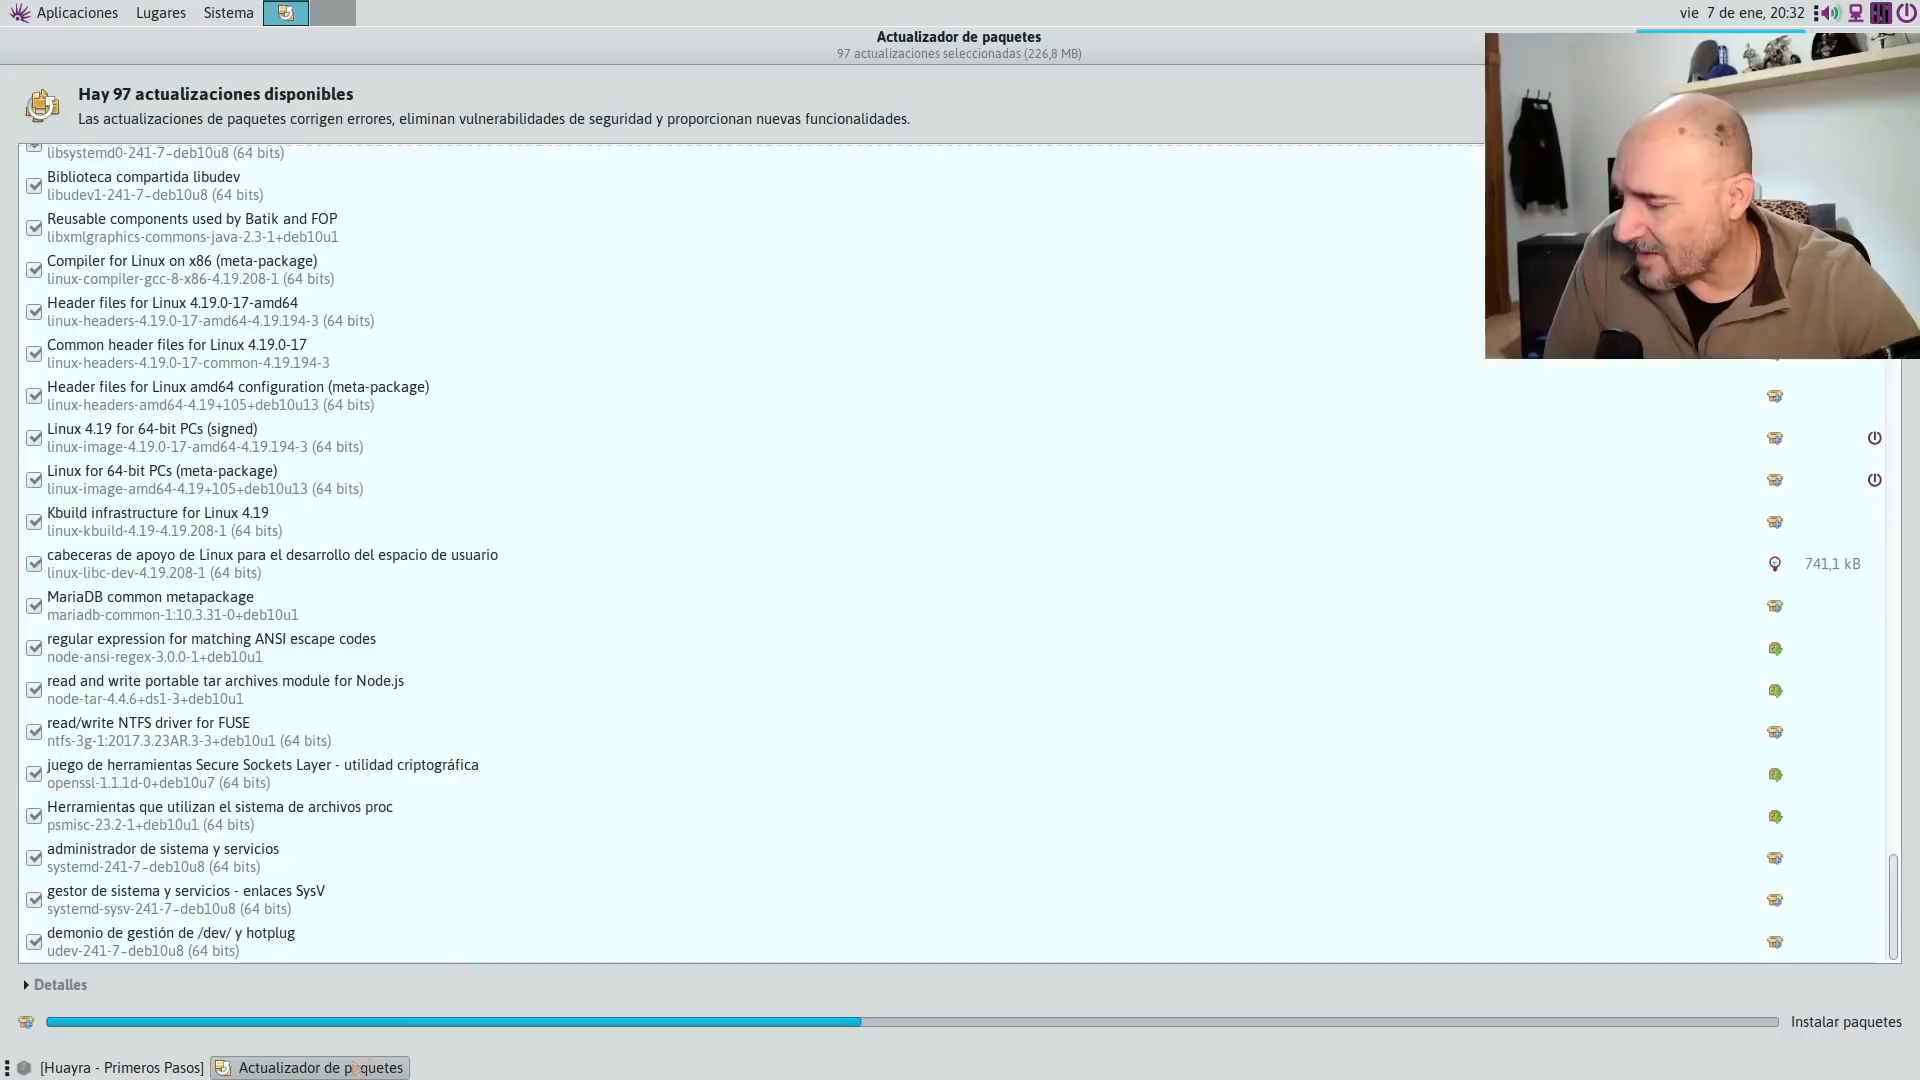 Aplicaciones Lugares Sistema vie 7 de ene, 20:32
Actualizador de paquetes
97 actualizaciones seleccionadas (226,8 MB)
Hay 97 actualizaciones disponibles
Las actualizaciones de paquetes corrigen errores, eliminan vulnerabilidades de seguridad y proporcionan nuevas funcionalidades.
libsystemd0-241-7~deb10u8 (64 bits)
Biblioteca compartida libudev
libudev1-241-7~deb10u8 (64 bits)
Reusable components used by Batik and FOP
libxmlgraphics-commons-java-2.3-1+deb10u1
Compiler for Linux on x86 (meta-package)
linux-compiler-gcc-8-x86-4.19.208-1 (64 bits)
Header files for Linux 4.19.0-17-amd64
linux-headers-4.19.0-17-amd64-4.19.194-3 (64 bits)
Common header files for Linux 4.19.0-17
linux-headers-4.19.0-17-common-4.19.194-3
Header files for Linux amd64 configuration (meta-package)
linux-headers-amd64-4.19+105+deb10u13 (64 bits)
Linux 4.19 for 64-bit PCs (signed)
linux-image-4.19.0-17-amd64-4.19.194-3 (64 bits)
Linux for 64-bit PCs (meta-package)
linux-image-amd64-4.19+105+deb10u13 (64 bits)
Kbuild infrastructure for Linux 4.19
linux-kbuild-4.19-4.19.208-1 (64 bits)
cabeceras de apoyo de Linux para el desarrollo del espacio de usuario
linux-libc-dev-4.19.208-1 (64 bits)
741,1 kB
MariaDB common metapackage
mariadb-common-1:10.3.31-0+deb10u1
regular expression for matching ANSI escape codes
node-ansi-regex-3.0.0-1+deb10u1
read and write portable tar archives module for Node.js
node-tar-4.4.6+ds1-3+deb10u1
read/write NTFS driver for FUSE
ntfs-3g-1:2017.3.23AR.3-3+deb10u1 (64 bits)
juego de herramientas Secure Sockets Layer - utilidad criptográfica
openssl-1.1.1d-0+deb10u7 (64 bits)
Herramientas que utilizan el sistema de archivos proc
psmisc-23.2-1+deb10u1 (64 bits)
administrador de sistema y servicios
systemd-241-7~deb10u8 (64 bits)
gestor de sistema y servicios - enlaces SysV
systemd-sysv-241-7~deb10u8 (64 bits)
demonio de gestión de /dev/ y hotplug
udev-241-7~deb10u8 (64 bits)
Detalles
Instalar paquetes
[Huayra - Primeros Pasos] Actualizador de paquetes